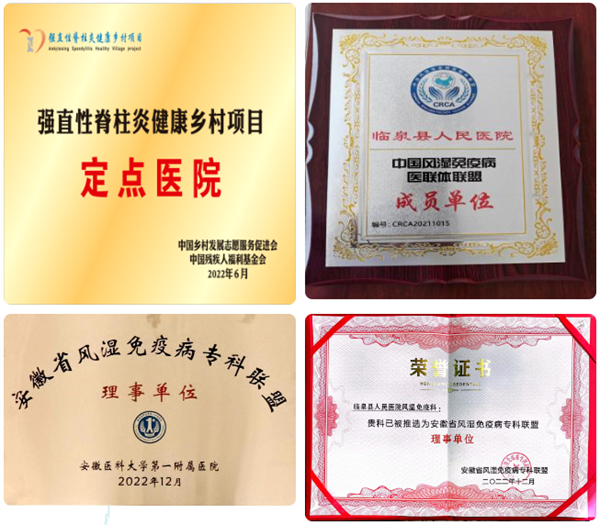 强直性脊柱炎健康乡村项目
Ankylosing Spondylitis Healthy Village project
强直性脊柱炎健康乡村项目
定点医院
中国乡村发展志愿服务促进会
中国残疾人福利基金会
2022年6月
CRCA
临泉县人民医院
中国风湿免疫病
医联体联盟
成员单位
编号:CRCA20211015
安徽省风湿免疫病专科联盟
理事单位
安徽医科大学第一附属医院
2022年12月
荣誉证书
临泉县人民医院风湿免疫科:
贵科已被推选为安徽省风湿免疫病专科联盟
理事单位
安徽省风湿免疫病专科联盟
二〇二二年十二月